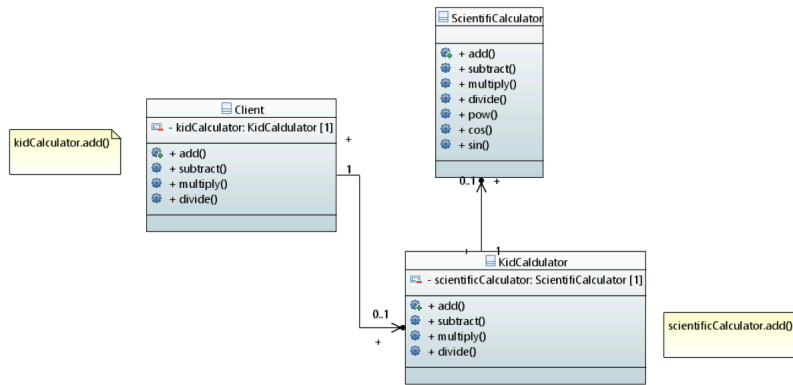 ScientifiCalculator
+ add()
+ subtract()
+ multiply()
+ divide()
+ pow()
+ cos()
+ sin()
0..1 +
kidCalculator.add()
Client
- kidCalculator: KidCaldulator [1]
+ add()
+ subtract()
+ multiply()
+ divide()
+
1
0..1
+
+ 1
KidCaldulator
- scientificCalculator: ScientifiCalculator [1]
+ add()
+ subtract()
+ multiply()
+ divide()
scientificCalculator.add()